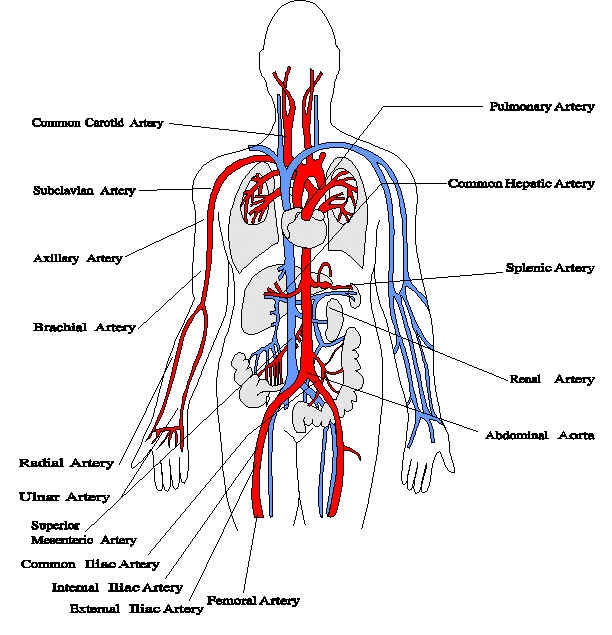 Pulmonary Artery
Common Carotid Artery
Subclavian Artery
Common Hepatic Artery
Axillary Artery
Splenic Artery
Brachial Artery
Renal Artery
Abdominal Aorta
Radial Artery
Ulnar Artery
Superior
Mesenteric Artery
Common Iliac Artery
Internal Iliac Artery
External Iliac Artery
Femoral Artery